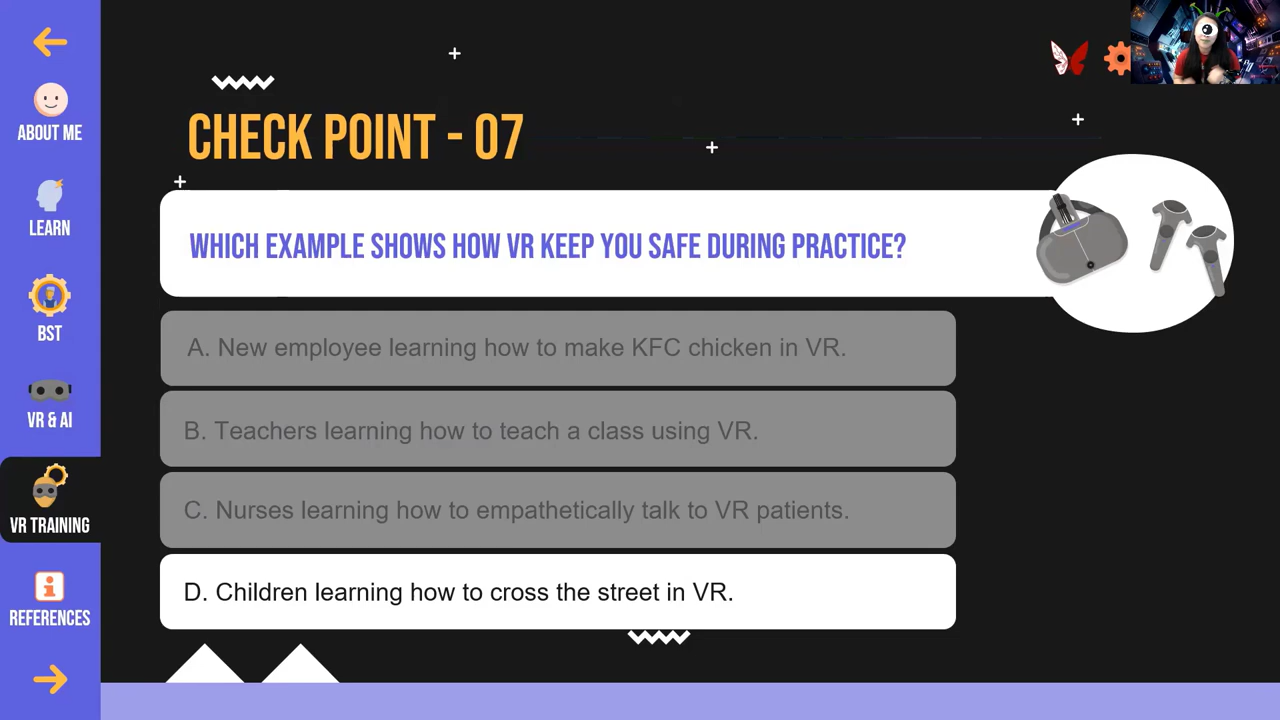 CHECK POINT - 07
WHICH EXAMPLE SHOWS HOW VR KEEP YOU SAFE DURING PRACTICE?
A. New employee learning how to make KFC chicken in VR.
B. Teachers learning how to teach a class using VR.
C. Nurses learning how to empathetically talk to VR patients.
D. Children learning how to cross the street in VR.
ABOUT ME
LEARN
BST
VR & AI
VR TRAINING
REFERENCES